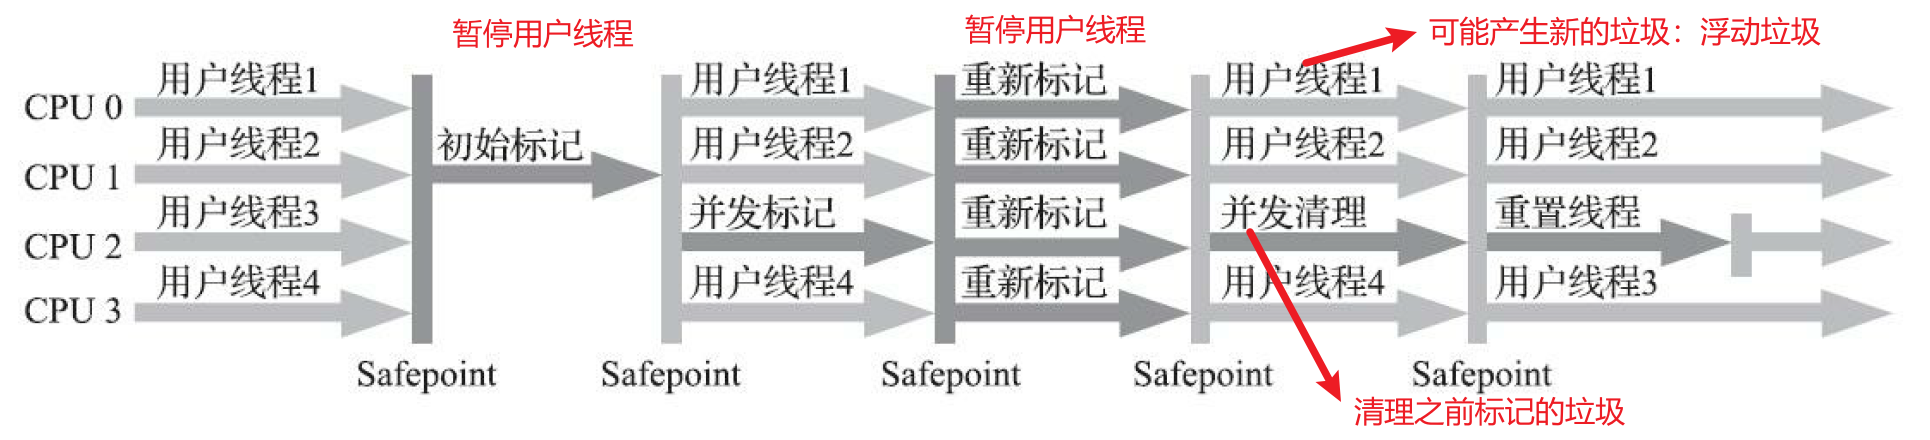 暂停用户线程 暂停用户线程 可能产生新的垃圾：浮动垃圾
用户线程1 用户线程1 重新标记 用户线程1 用户线程1
CPU 0
用户线程2 初始标记 用户线程2 重新标记 用户线程2 用户线程2
CPU 1
用户线程3 并发标记 重新标记 并发清理 重置线程
CPU 2
用户线程4 用户线程4 重新标记 用户线程4 用户线程3
CPU 3
Safepoint Safepoint Safepoint Safepoint Safepoint
清理之前标记的垃圾